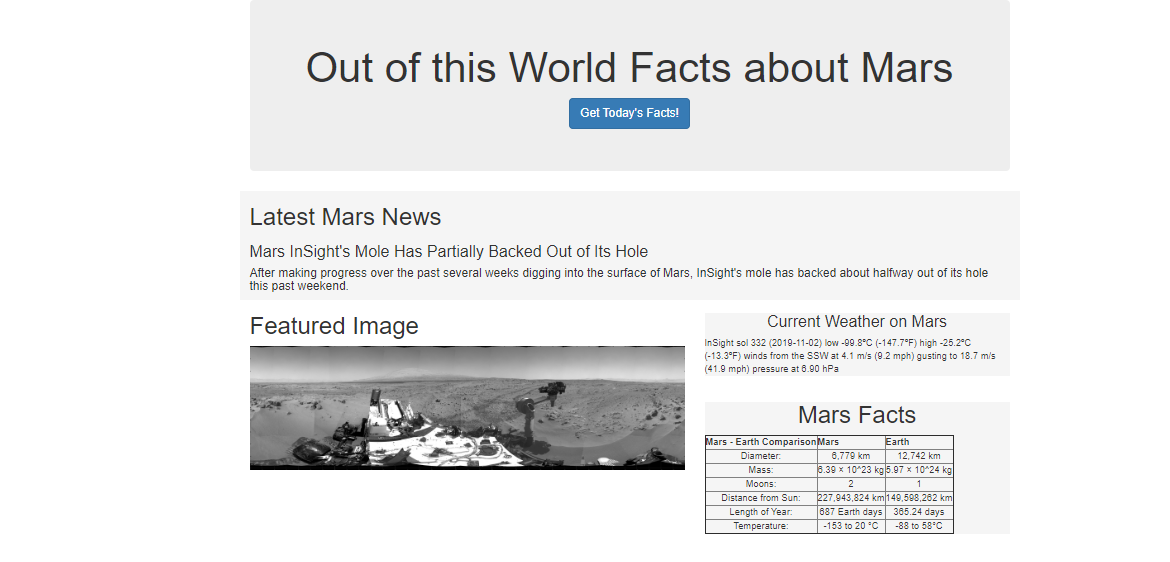 Out of this World Facts about Mars
Get Today's Facts!
Latest Mars News
Mars InSight's Mole Has Partially Backed Out of Its Hole
After making progress over the past several weeks digging into the surface of Mars, InSight's mole has backed about halfway out of its hole
this past weekend.
Featured Image
Current Weather on Mars
InSight sol 332 (2019-11-02) low -99.8ºC (-147.7ºF) high -25.2ºC
(-13.3ºF) winds from the SSW at 4.1 m/s (9.2 mph) gusting to 18.7 m/s
(41.9 mph) pressure at 6.90 hPa
Mars Facts
Mars - Earth Comparison Mars Earth
Diameter: 6,779 km 12,742 km
Mass: 6.39 × 10^23 kg 5.97 × 10^24 kg
Moons: 2 1
Distance from Sun: 227,943,824 km 149,598,262 km
Length of Year: 687 Earth days 365.24 days
Temperature: -153 to 20 °C -88 to 58°C